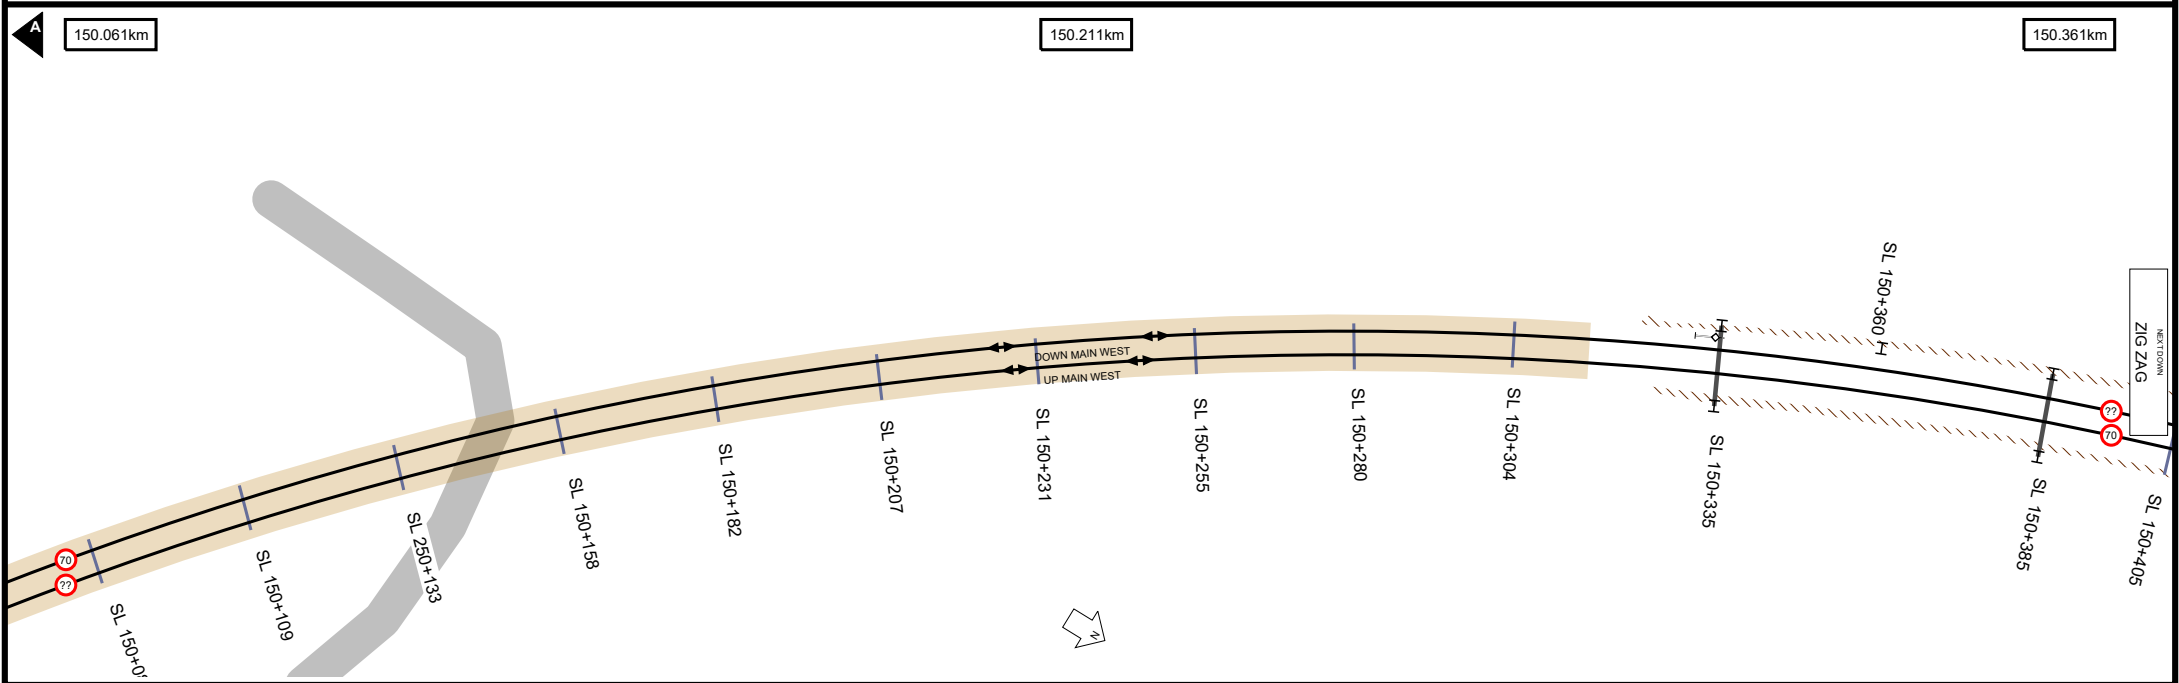 A
150.061km
150.211km
150.361km
SL 150+360
NEXT DOWN
ZIG ZAG
DOWN MAIN WEST
UP MAIN WEST
??
70
70
??
SL 150+109
SL 250+133
SL 150+158
SL 150+182
SL 150+207
SL 150+231
SL 150+255
SL 150+280
SL 150+304
SL 150+335
SL 150+385
SL 150+405
N